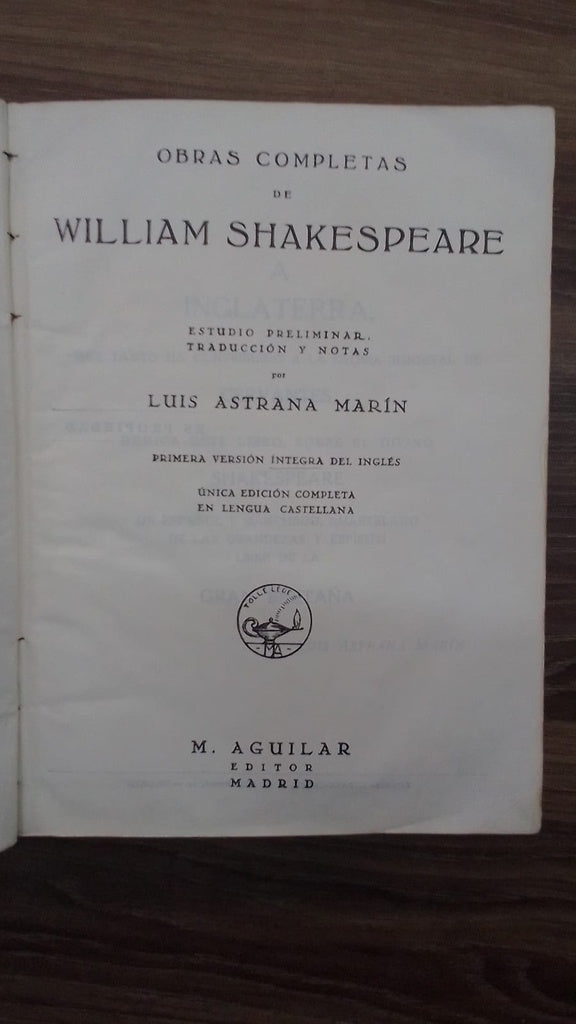 OBRAS COMPLETAS
DE
WILLIAM SHAKESPEARE
ESTUDIO PRELIMINAR,
TRADUCCIÓN Y NOTAS
por
LUIS ASTRANA MARÍN
PRIMERA VERSIÓN ÍNTEGRA DEL INGLÉS
ÚNICA EDICIÓN COMPLETA
EN LENGUA CASTELLANA
TOLLE LEGE
MA
M. AGUILAR
EDITOR
MADRID